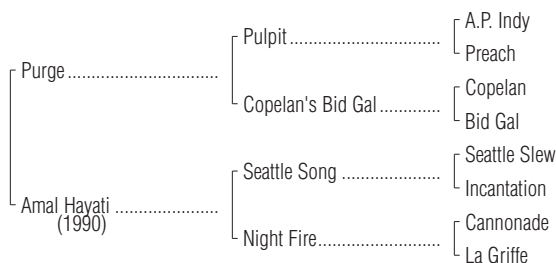 A.P. Indy
Pulpit
Preach
Purge
Copelan
Copelan's Bid Gal
Bid Gal
Seattle Slew
Seattle Song
Incantation
Amal Hayati
(1990)
Cannonade
Night Fire
La Griffe